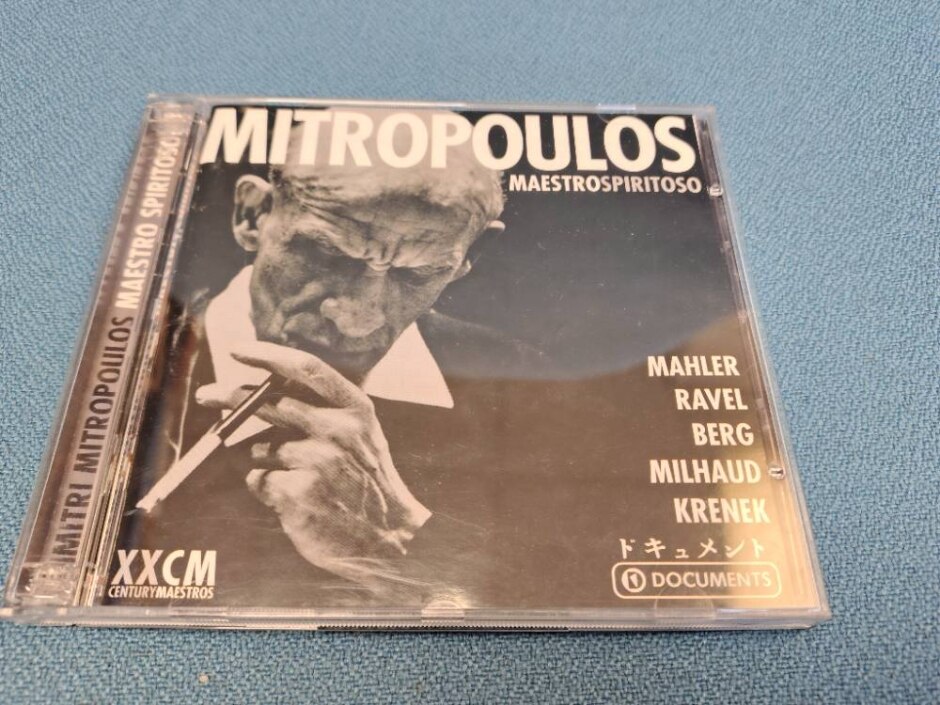 MITROPOULOS
MAESTROSPIRITOSO
IMITRI MITROPOULOS MAESTRO SPIRITOSO
MAHLER
RAVEL
BERG
MILHAUD
KRENEK
ドキュメント
DOCUMENTS
XXCM
CENTURYMAESTROS